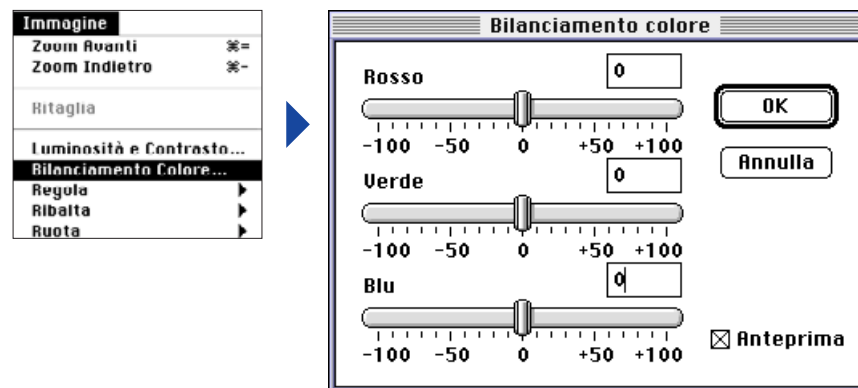 Immagine
Zoom Avanti ⌘=
Zoom Indietro ⌘-
Ritaglia
Luminosità e Contrasto...
Bilanciamento Colore...
Regola
Ribalta
Ruota
Bilanciamento colore
Rosso 0
-100 -50 0 +50 +100
Verde 0
-100 -50 0 +50 +100
Blu 0
-100 -50 0 +50 +100
OK
Annulla
Anteprima